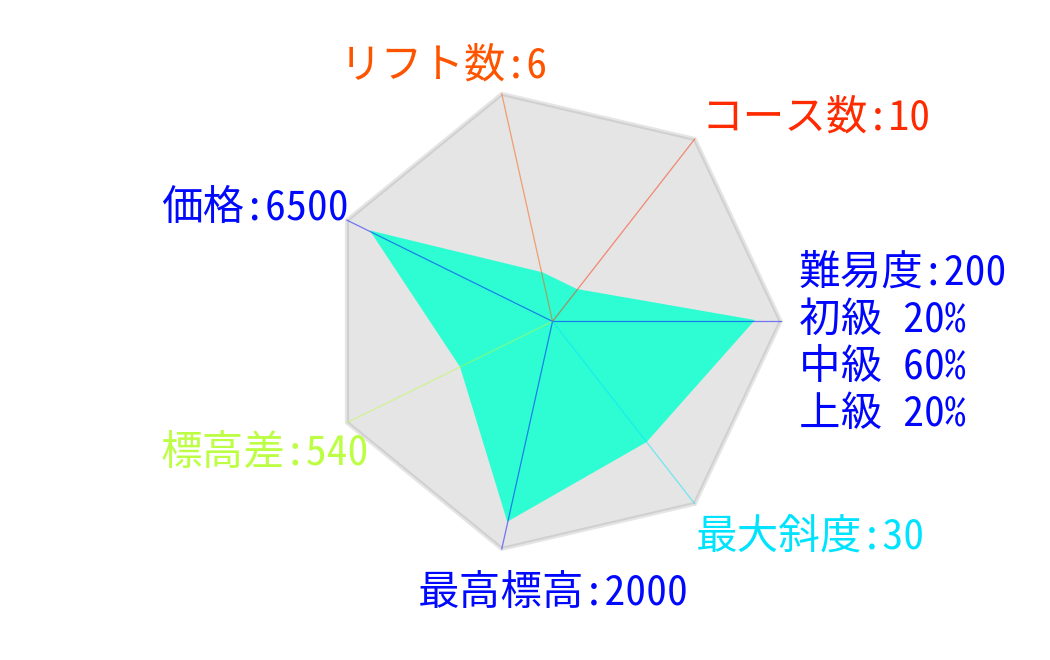 リフト数:6
コース数:10
価格:6500
難易度:200
初級 20%
中級 60%
上級 20%
標高差:540
最大斜度:30
最高標高:2000